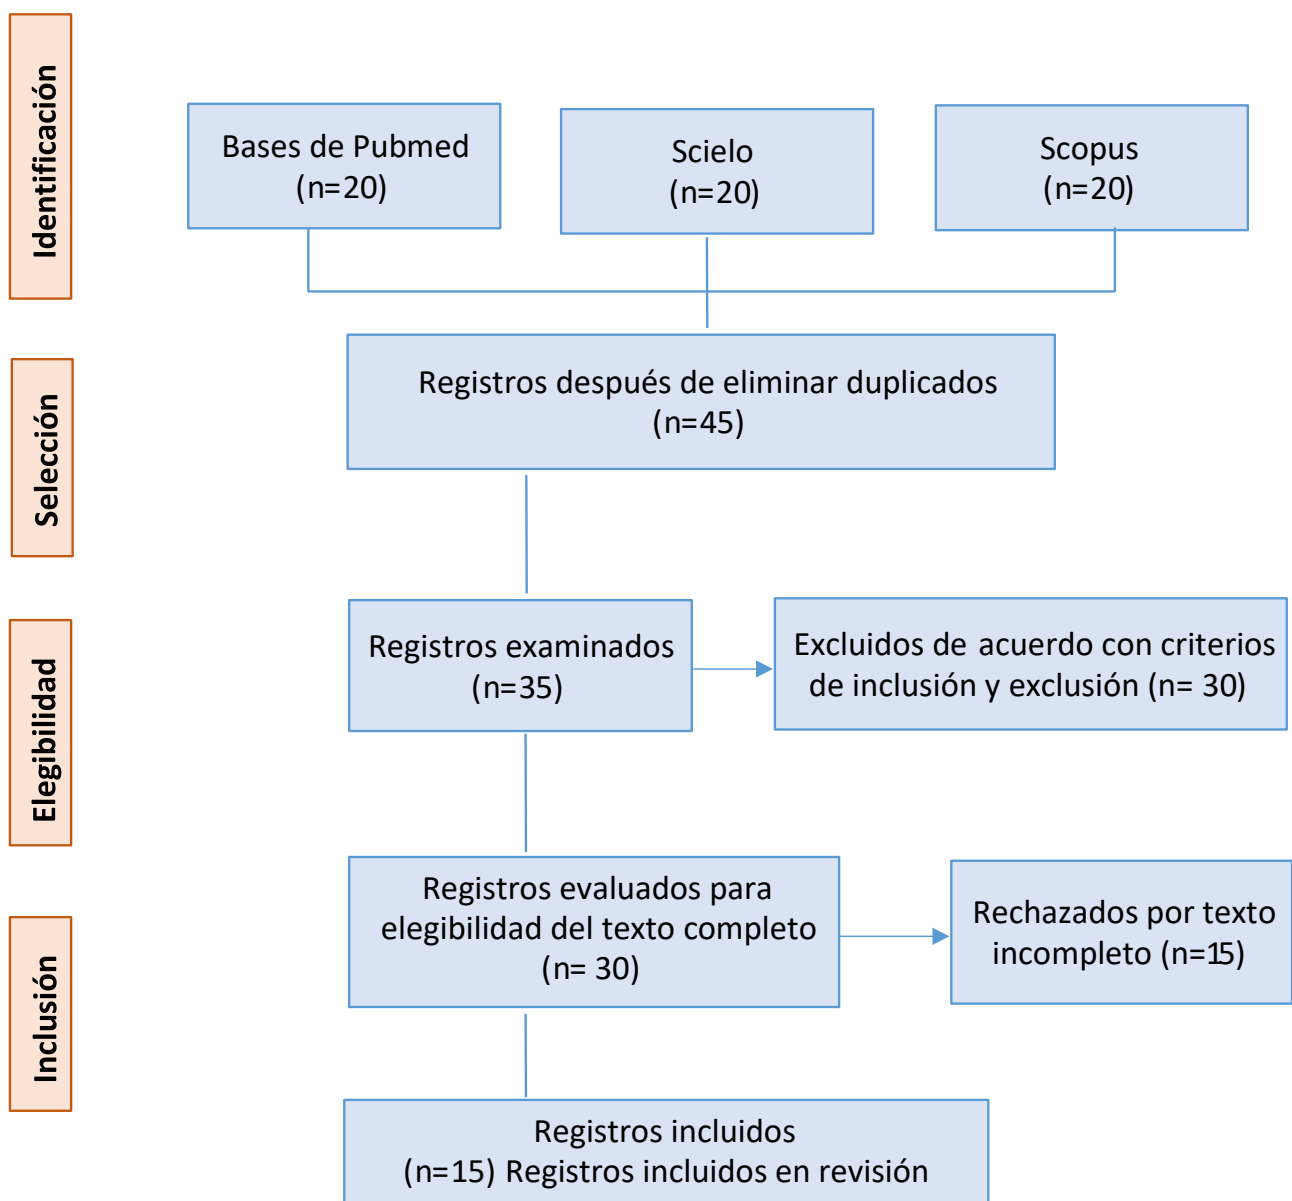 Identificación
Bases de Pubmed
(n=20)
Scielo
(n=20)
Scopus
(n=20)
Selección
Registros después de eliminar duplicados
(n=45)
Elegibilidad
Registros examinados
(n=35)
Excluidos de acuerdo con criterios
de inclusión y exclusión (n= 30)
Registros evaluados para
elegibilidad del texto completo
(n= 30)
Rechazados por texto
incompleto (n=15)
Inclusión
Registros incluidos
(n=15) Registros incluidos en revisión